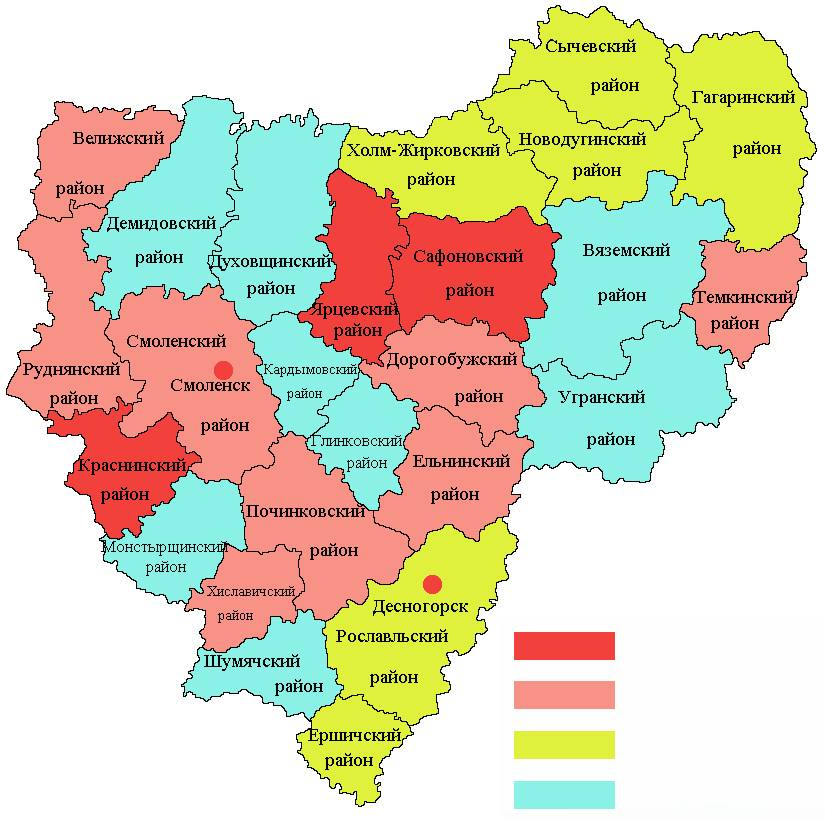 Сычевский
район
Гагаринский
район
Новодугинский
район
Холм-Жирковский
район
Велижский
район
Демидовский
район
Духовщинский
район
Вяземский
район
Сафоновский
район
Ярцевский
район
Темкинский
район
Смоленский
Смоленск
район
Руднянский
район
Кардымовский
район
Дорогобужский
район
Угранский
район
Глинковский
район
Ельнинский
район
Краснинский
район
Починковский
район
Монстырщинский
район
Хиславичский
район
Десногорск
Рославльский
район
Шумячский
район
Ершичский
район